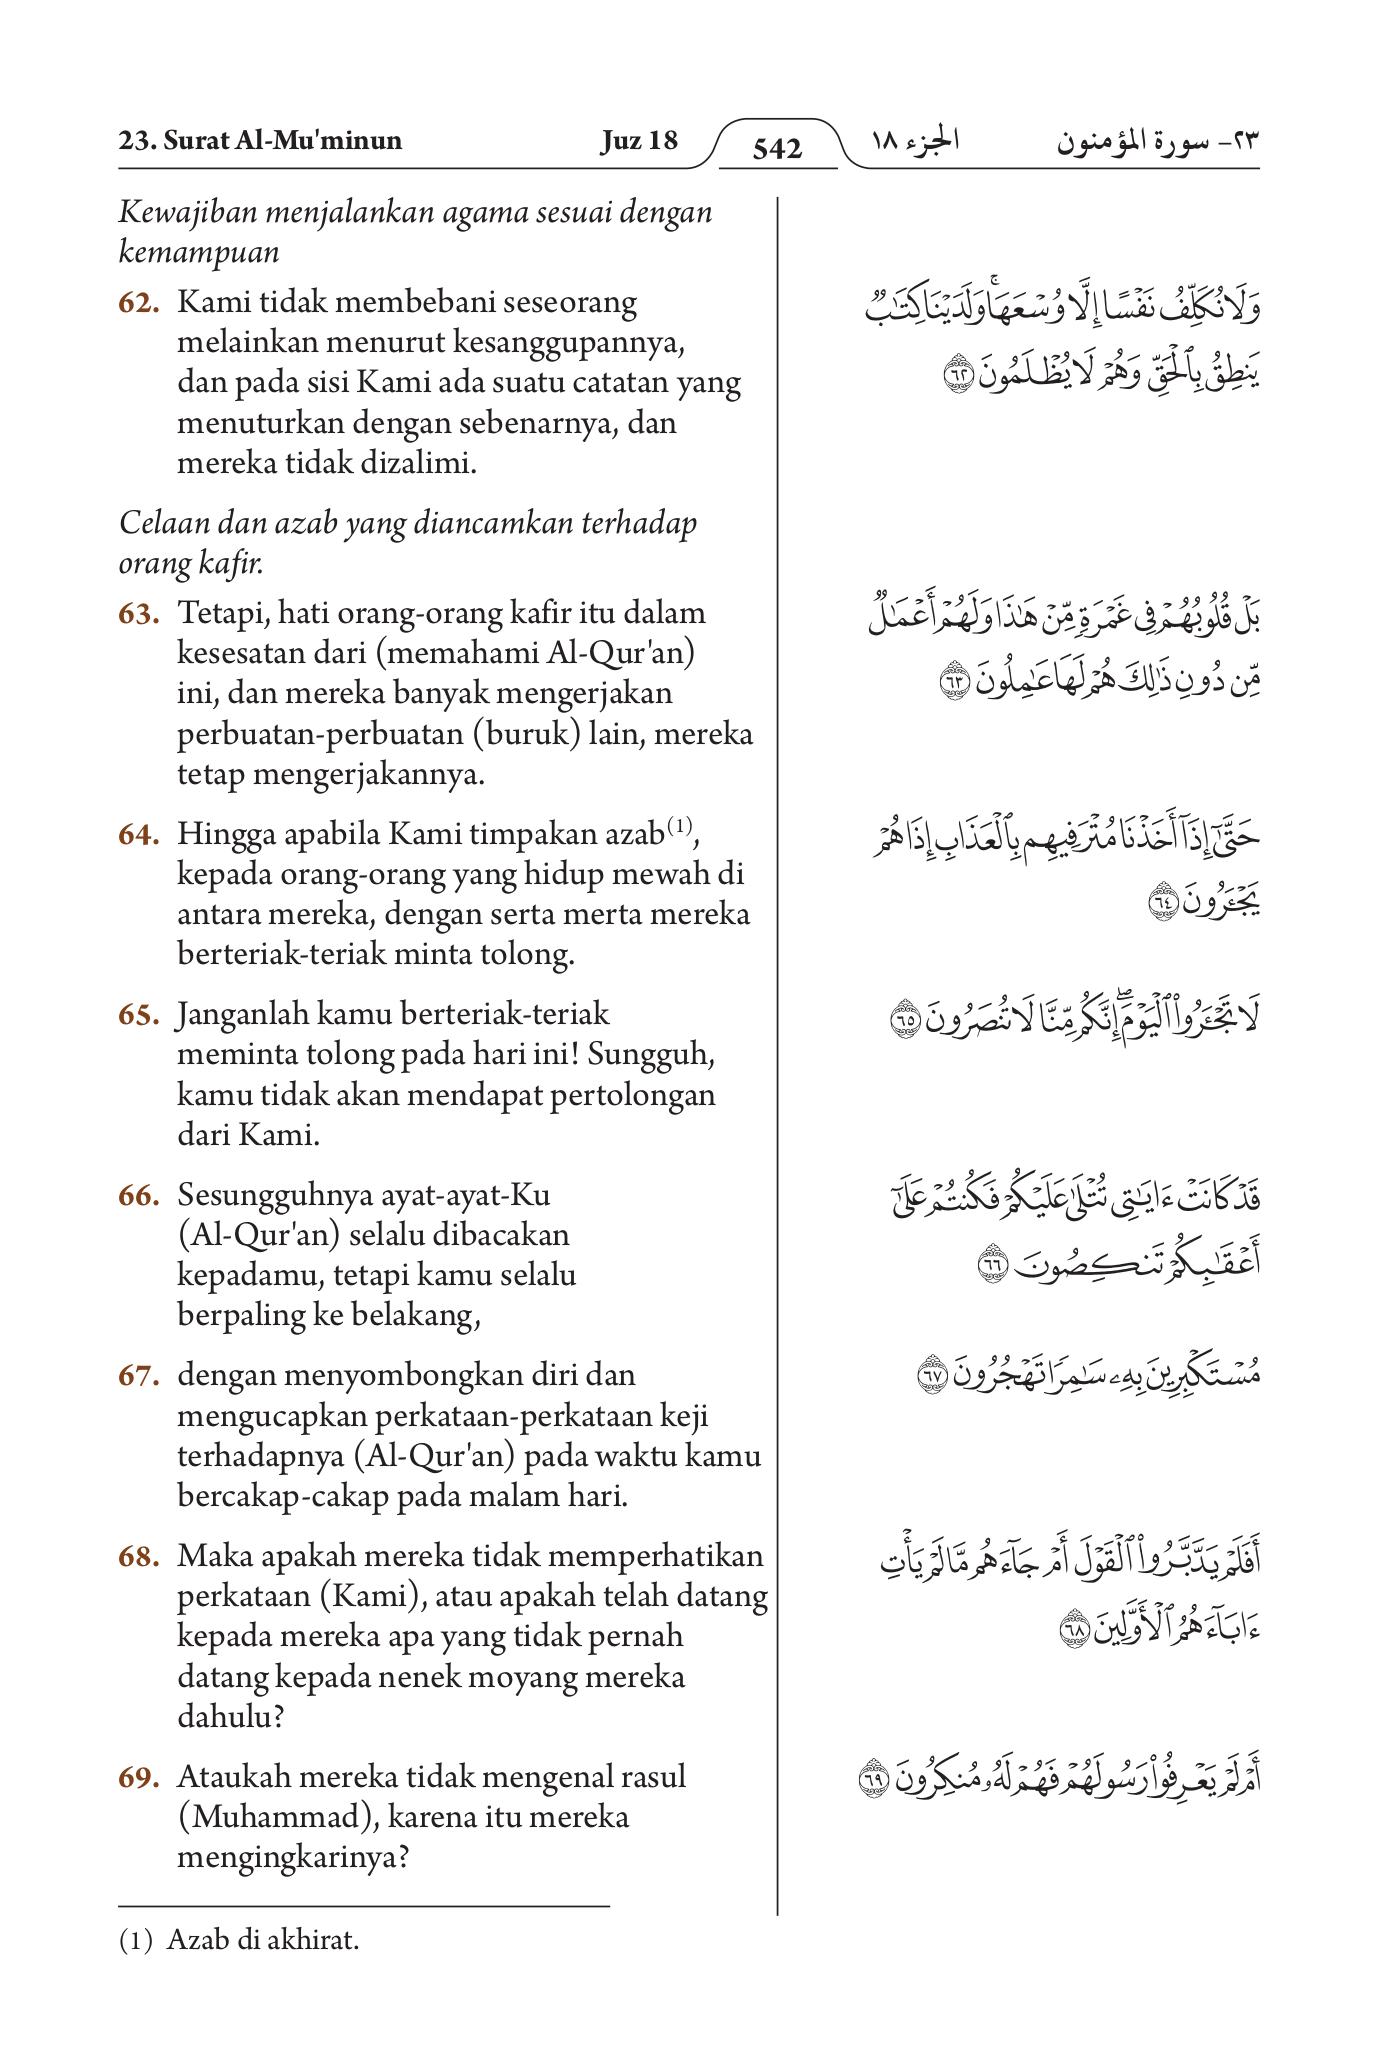 23. Surat Al-Mu'minun Juz 18 542 الجزء ١٨ ٢٣- سورة المؤمنون
Kewajiban menjalankan agama sesuai dengan
kemampuan
62. Kami tidak membebani seseorang
melainkan menurut kesanggupannya,
dan pada sisi Kami ada suatu catatan yang
menuturkan dengan sebenarnya, dan
mereka tidak dizalimi.
Celaan dan azab yang diancamkan terhadap
orang kafir.
63. Tetapi, hati orang-orang kafir itu dalam
kesesatan dari (memahami Al-Qur'an)
ini, dan mereka banyak mengerjakan
perbuatan-perbuatan (buruk) lain, mereka
tetap mengerjakannya.
64. Hingga apabila Kami timpakan azab(1),
kepada orang-orang yang hidup mewah di
antara mereka, dengan serta merta mereka
berteriak-teriak minta tolong.
65. Janganlah kamu berteriak-teriak
meminta tolong pada hari ini! Sungguh,
kamu tidak akan mendapat pertolongan
dari Kami.
66. Sesungguhnya ayat-ayat-Ku
(Al-Qur'an) selalu dibacakan
kepadamu, tetapi kamu selalu
berpaling ke belakang,
67. dengan menyombongkan diri dan
mengucapkan perkataan-perkataan keji
terhadapnya (Al-Qur'an) pada waktu kamu
bercakap-cakap pada malam hari.
68. Maka apakah mereka tidak memperhatikan
perkataan (Kami), atau apakah telah datang
kepada mereka apa yang tidak pernah
datang kepada nenek moyang mereka
dahulu?
69. Ataukah mereka tidak mengenal rasul
(Muhammad), karena itu mereka
mengingkarinya?
(1) Azab di akhirat.
وَلَا نُكَلِّفُ نَفْسًا إِلَّا وُسْعَهَاۚ وَلَدَيْنَا كِتَٰبٌ
يَنطِقُ بِٱلْحَقِّ وَهُمْ لَا يُظْلَمُونَ ٦٢
بَلْ قُلُوبُهُمْ فِى غَمْرَةٍ مِّنْ هَٰذَا وَلَهُمْ أَعْمَٰلٌ
مِّن دُونِ ذَٰلِكَ هُمْ لَهَا عَٰمِلُونَ ٦٣
حَتَّىٰٓ إِذَآ أَخَذْنَا مُتْرَفِيهِم بِٱلْعَذَابِ إِذَا هُمْ
يَجْـَٔرُونَ ٦٤
لَا تَجْـَٔرُوا۟ ٱلْيَوْمَۖ إِنَّكُم مِّنَّا لَا تُنصَرُونَ ٦٥
قَدْ كَانَتْ ءَايَٰتِى تُتْلَىٰ عَلَيْكُمْ فَكُنتُمْ عَلَىٰٓ
أَعْقَٰبِكُمْ تَنكِصُونَ ٦٦
مُسْتَكْبِرِينَ بِهِۦ سَٰمِرًا تَهْجُرُونَ ٦٧
أَفَلَمْ يَدَّبَّرُوا۟ ٱلْقَوْلَ أَمْ جَآءَهُم مَّا لَمْ يَأْتِ
ءَابَآءَهُمُ ٱلْأَوَّلِينَ ٦٨
أَمْ لَمْ يَعْرِفُوا۟ رَسُولَهُمْ فَهُمْ لَهُۥ مُنكِرُونَ ٦٩